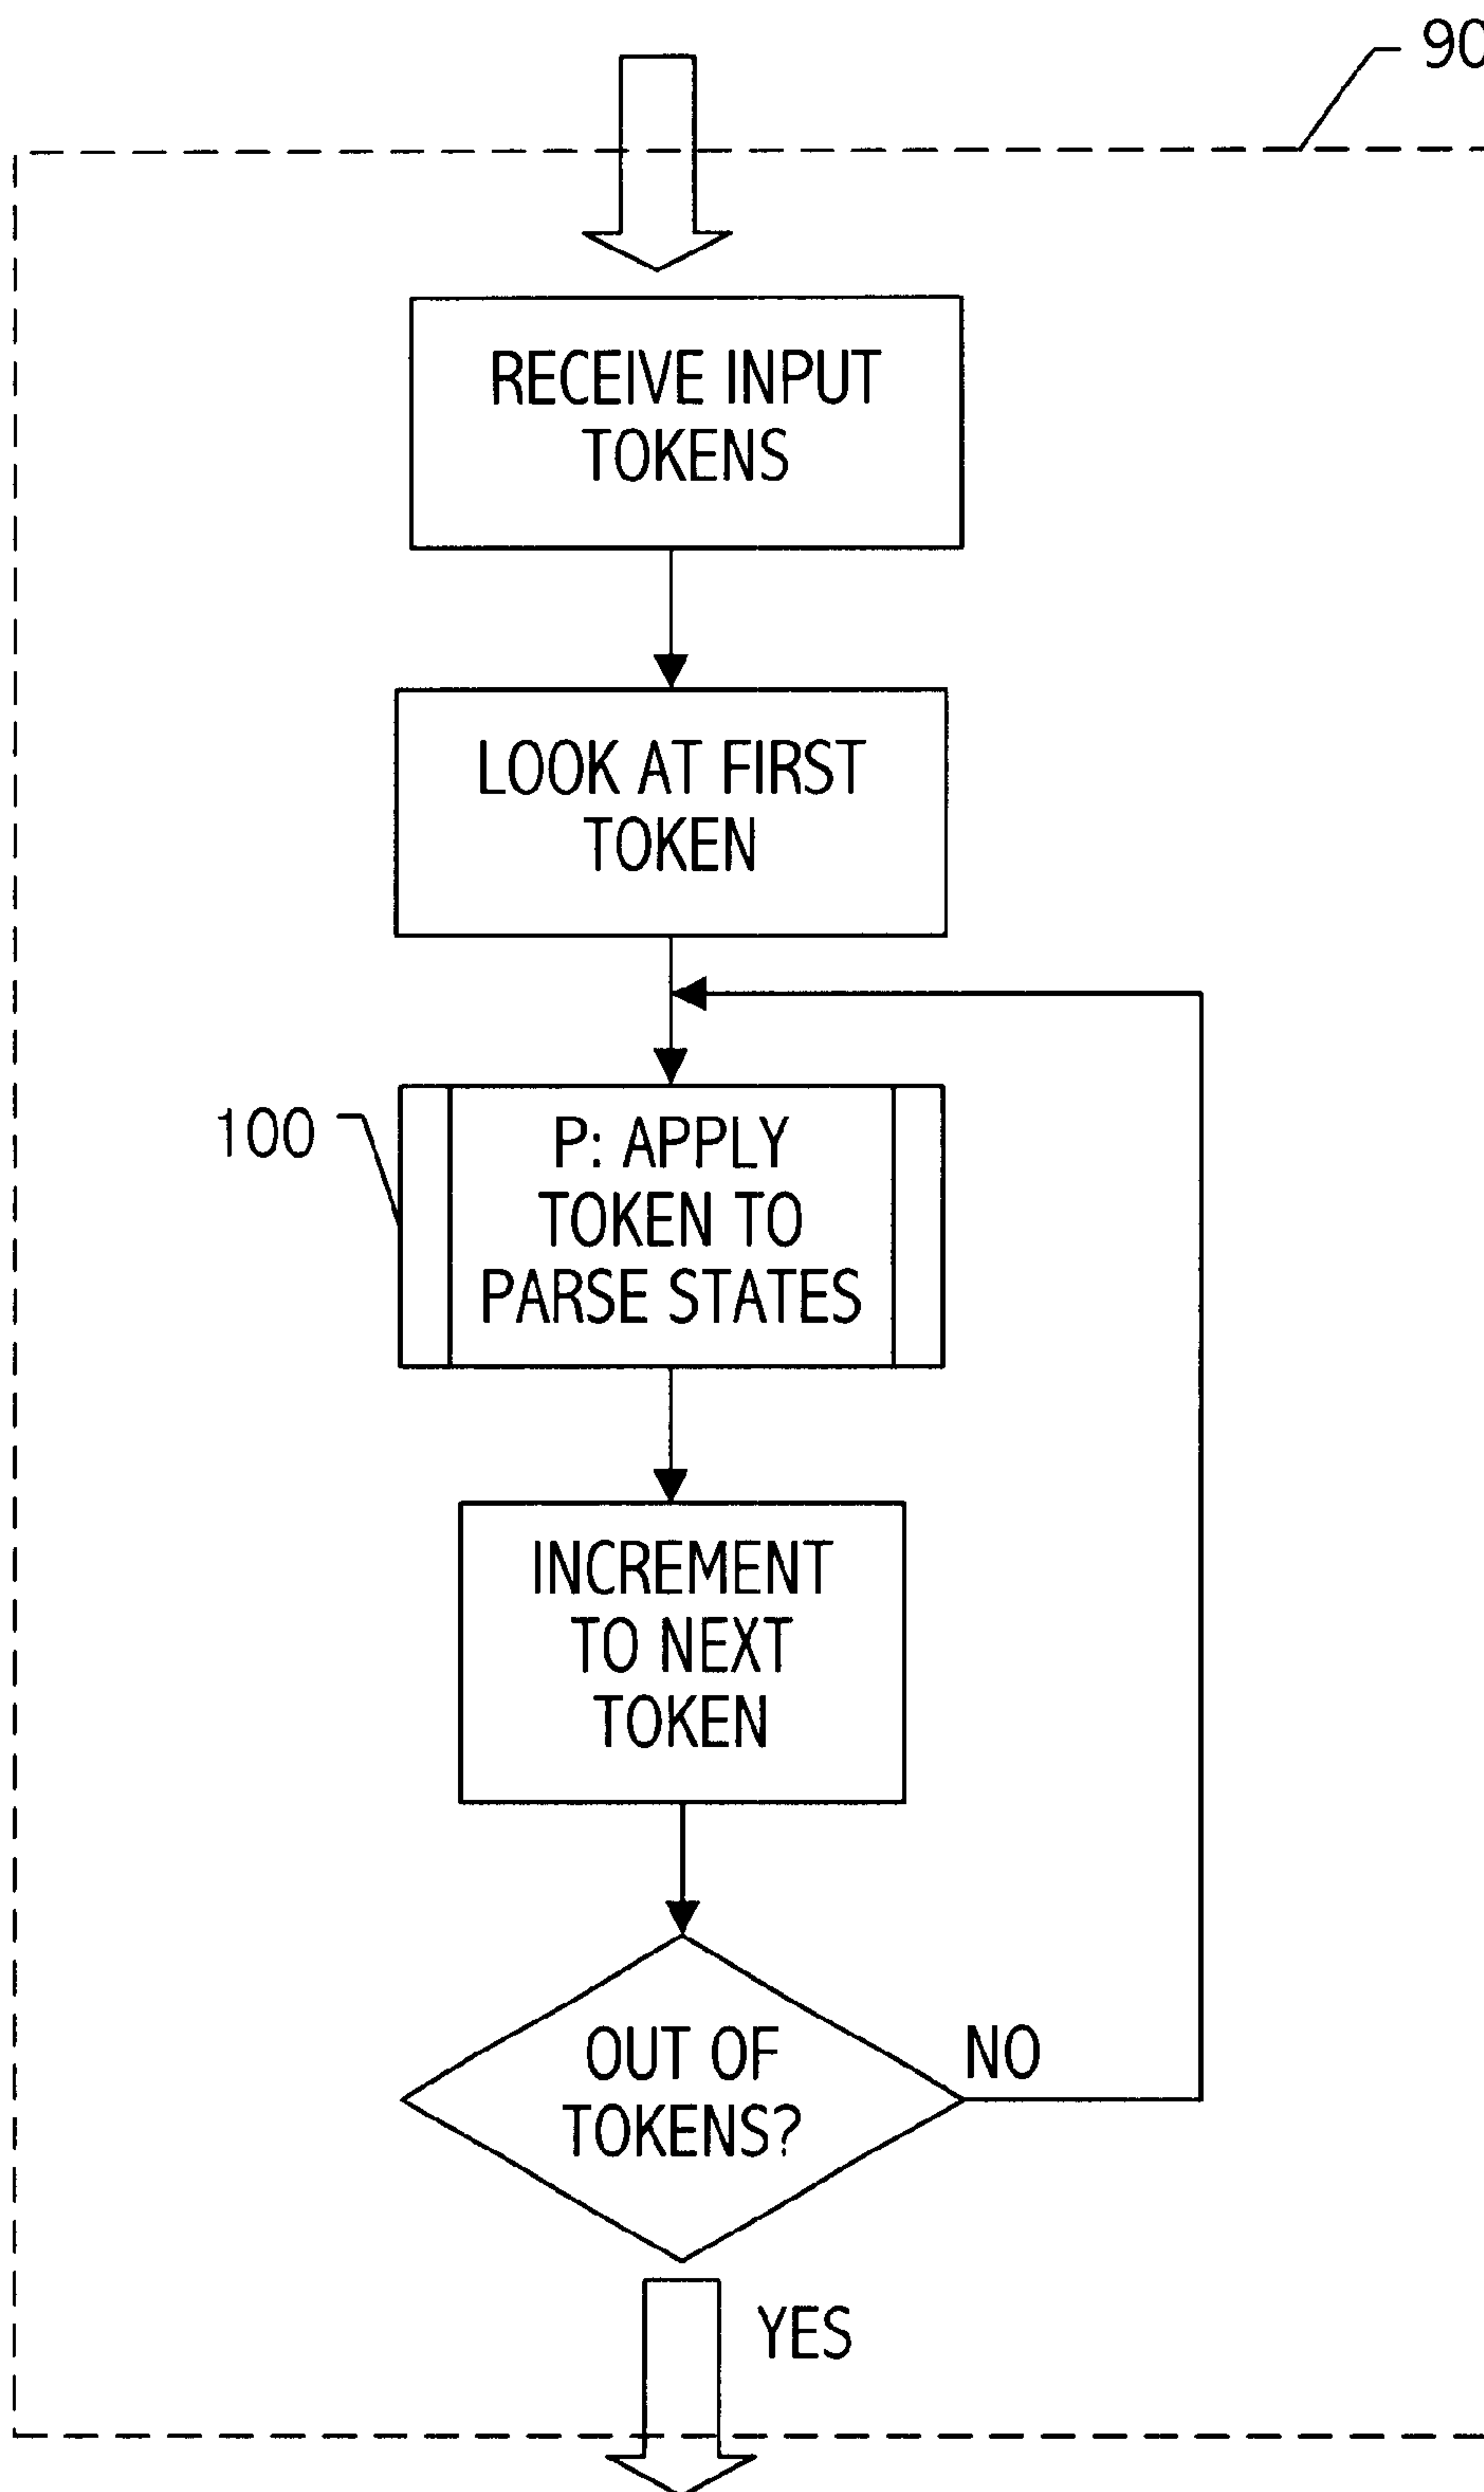 90
RECEIVE INPUT
TOKENS
LOOK AT FIRST
TOKEN
100
P: APPLY
TOKEN TO
PARSE STATES
INCREMENT
TO NEXT
TOKEN
OUT OF
TOKENS?
NO
YES